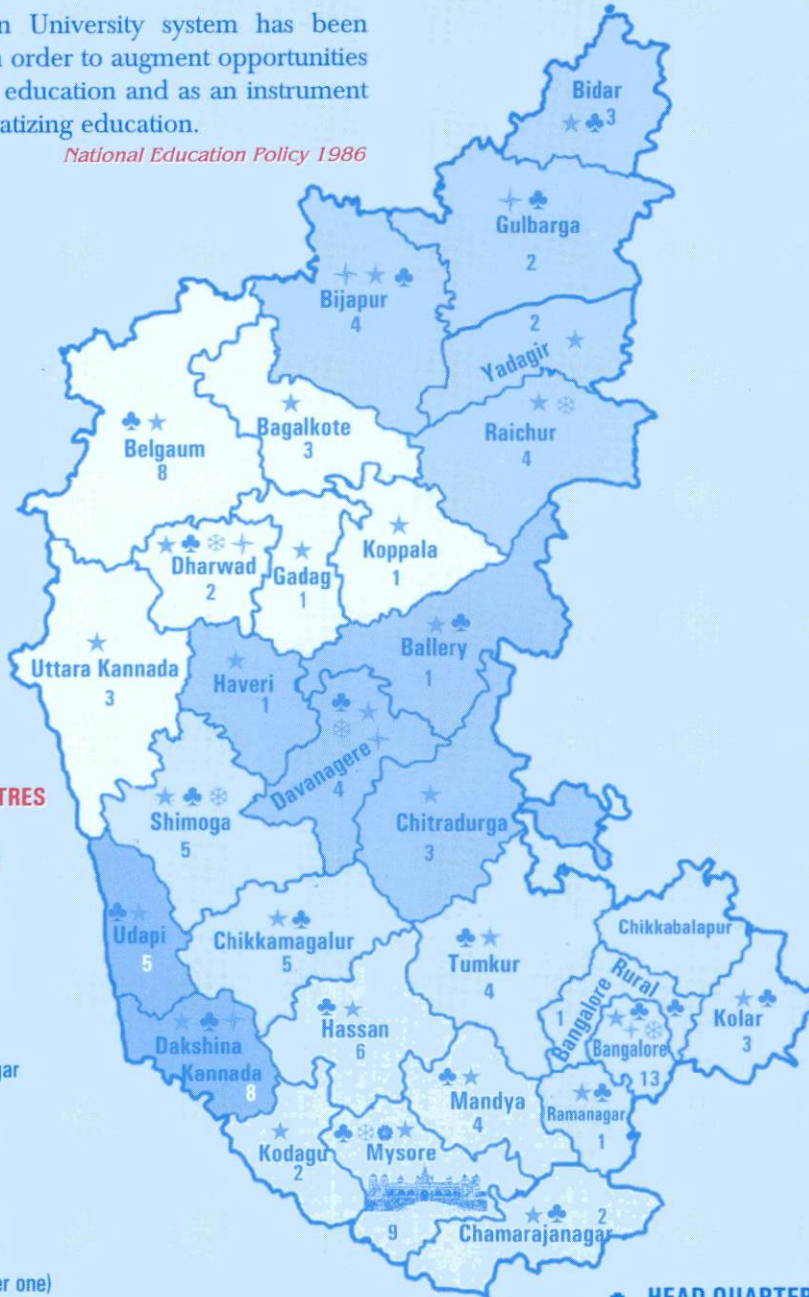 n University system has been
n order to augment opportunities
education and as an instrument
atizing education.
National Education Policy 1986
Bidar
3
Gulbarga
2
Bijapur
4
2
Yadagir
Raichur
4
Bagalkote
3
Belgaum
8
Koppala
1
Dharwad
2
Gadag
1
Ballery
1
Uttara Kannada
3
Haveri
1
Davanagere
4
TRES
Shimoga
5
Chitradurga
3
Udapi
5
Chikkamagalur
5
Tumkur
4
Chikkabalapur
Bangalore Rural
1
Kolar
3
Hassan
6
Bangalore
13
Dakshina
Kannada
8
gar
Mandya
4
Ramanagar
1
Kodagu
2
Mysore
9
Chamarajanagar
2
er one)
HEAD QUARTER